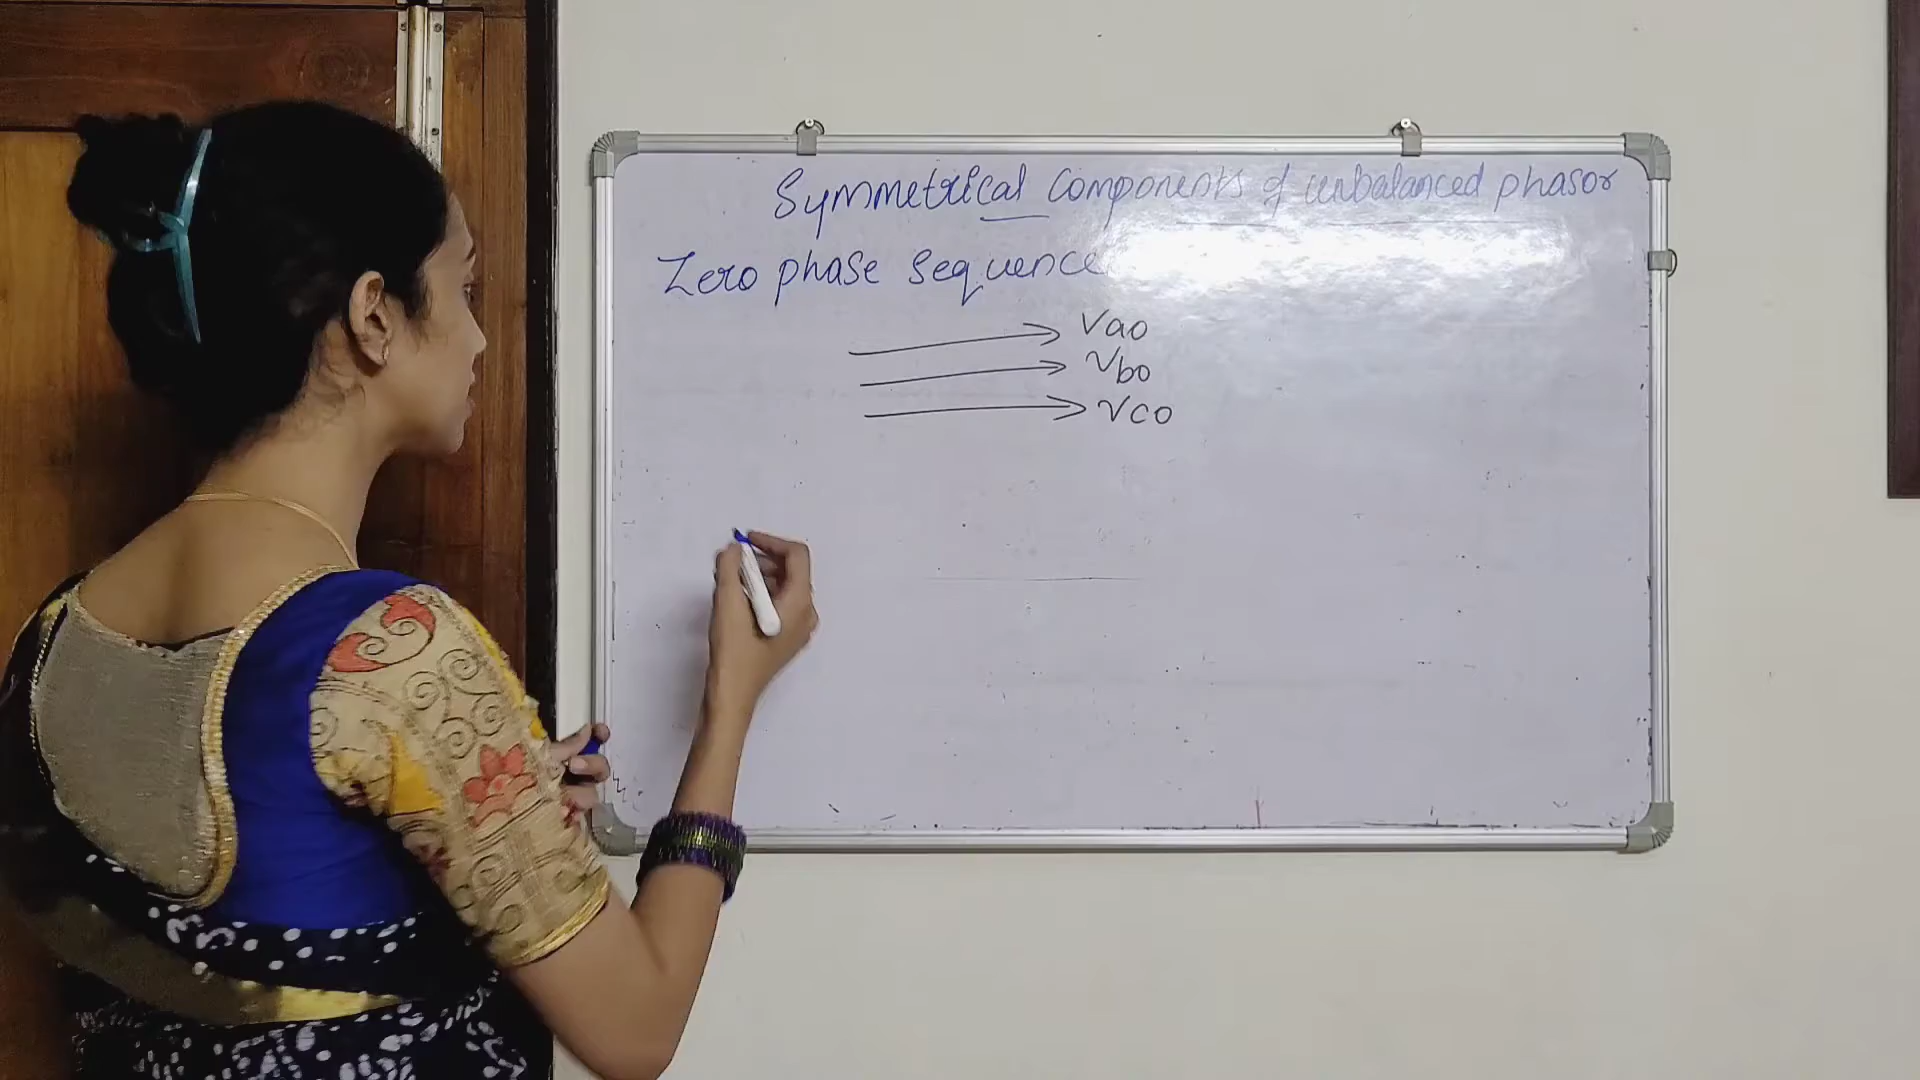 Symmetrical Components of unbalanced phasor
Zero phase sequence
Vao
Vbo
Vco